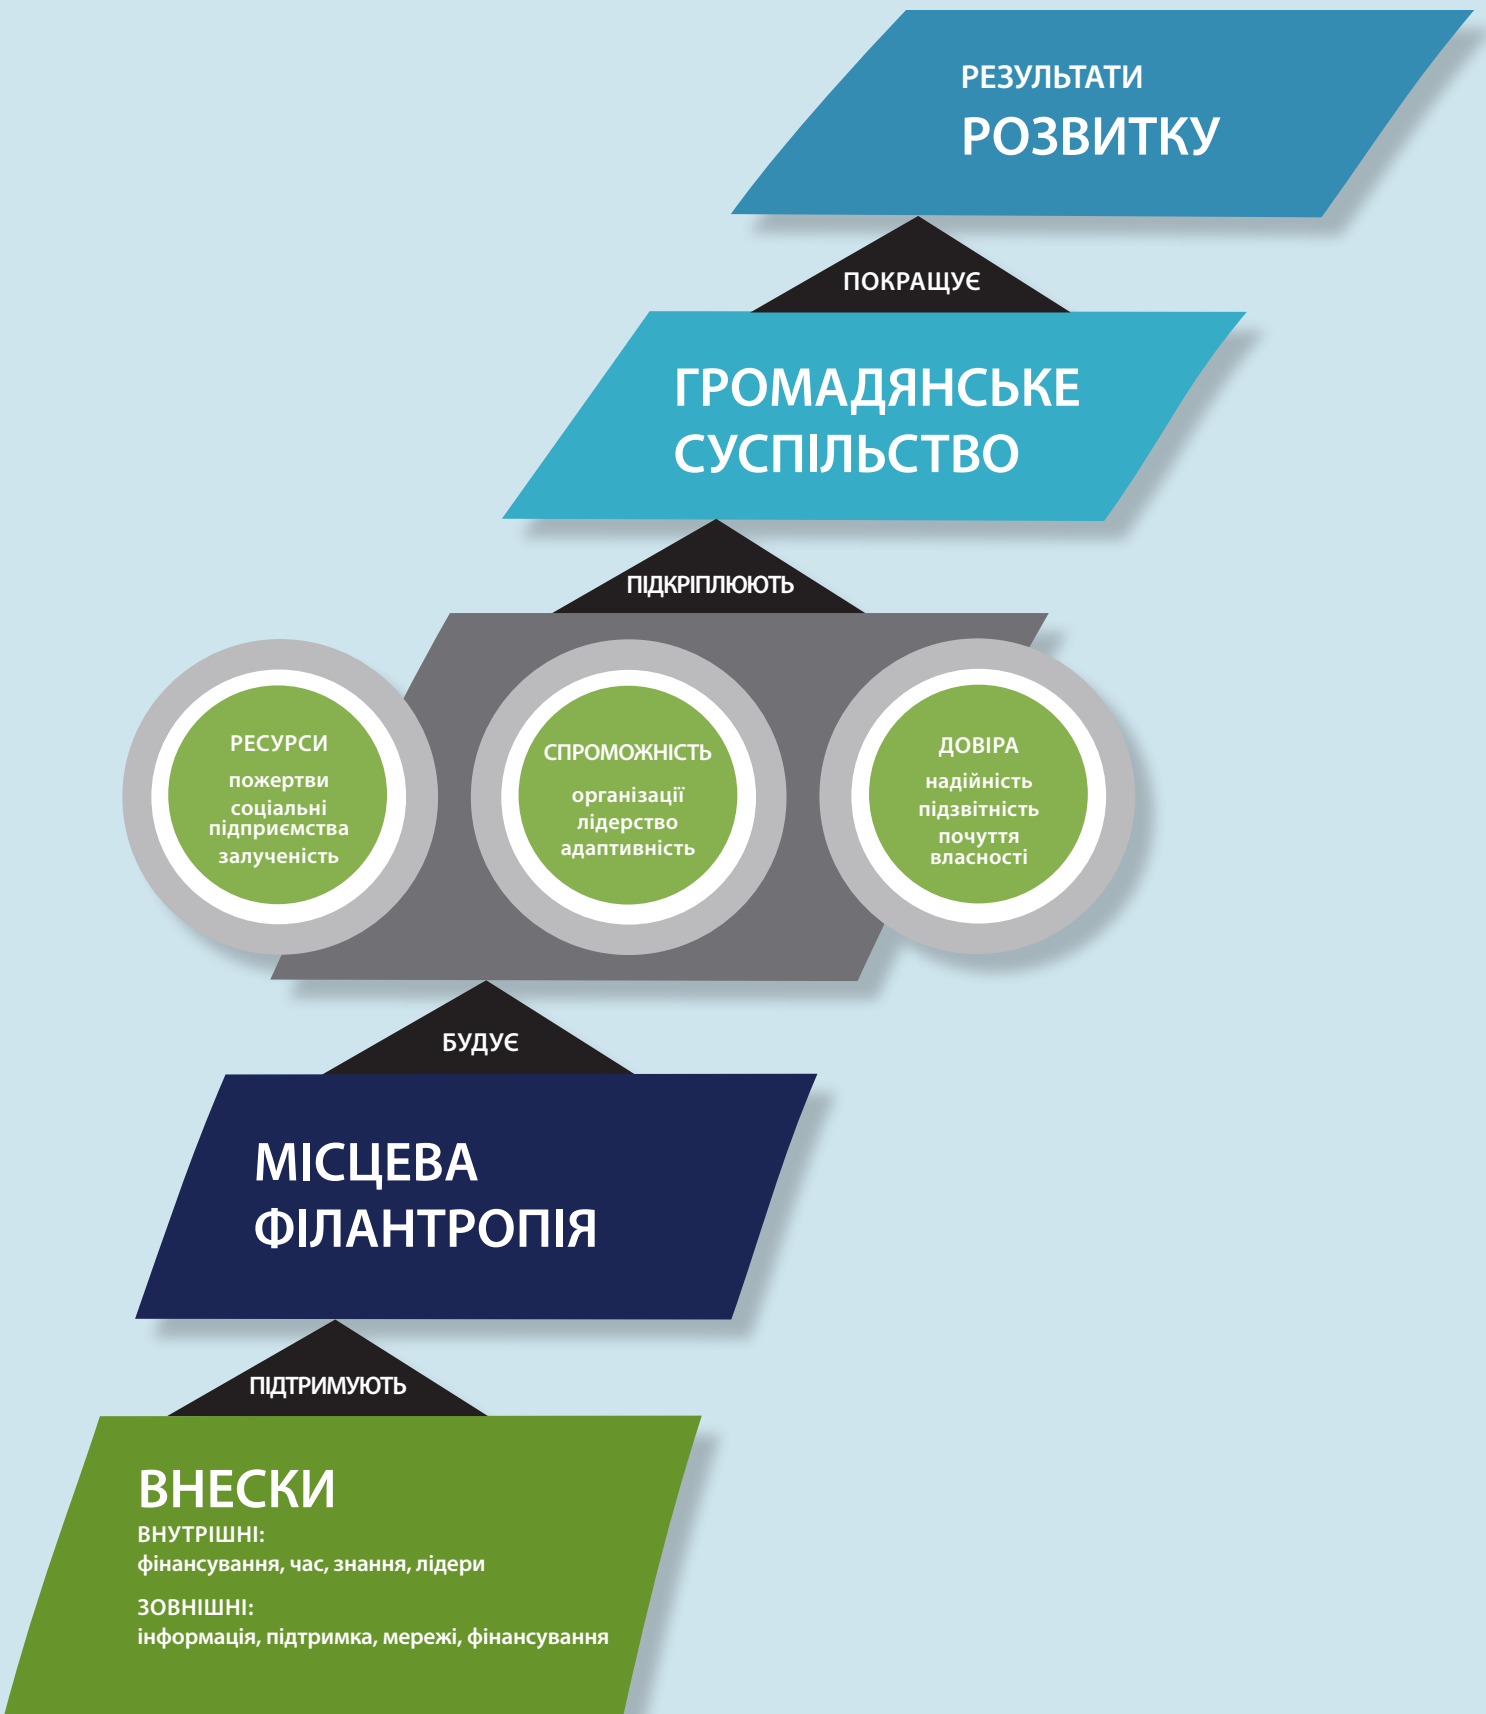 РЕЗУЛЬТАТИ
РОЗВИТКУ
ПОКРАЩУЄ
ГРОМАДЯНСЬКЕ
СУСПІЛЬСТВО
ПІДКРІПЛЮЮТЬ
РЕСУРСИ
пожертви
соціальні
підприємства
залученість
СПРОМОЖНІСТЬ
організації
лідерство
адаптивність
ДОВІРА
надійність
підзвітність
почуття
власності
БУДУЄ
МІСЦЕВА
ФІЛАНТРОПІЯ
ПІДТРИМУЮТЬ
ВНЕСКИ
ВНУТРІШНІ:
фінансування, час, знання, лідери
ЗОВНІШНІ:
інформація, підтримка, мережі, фінансування